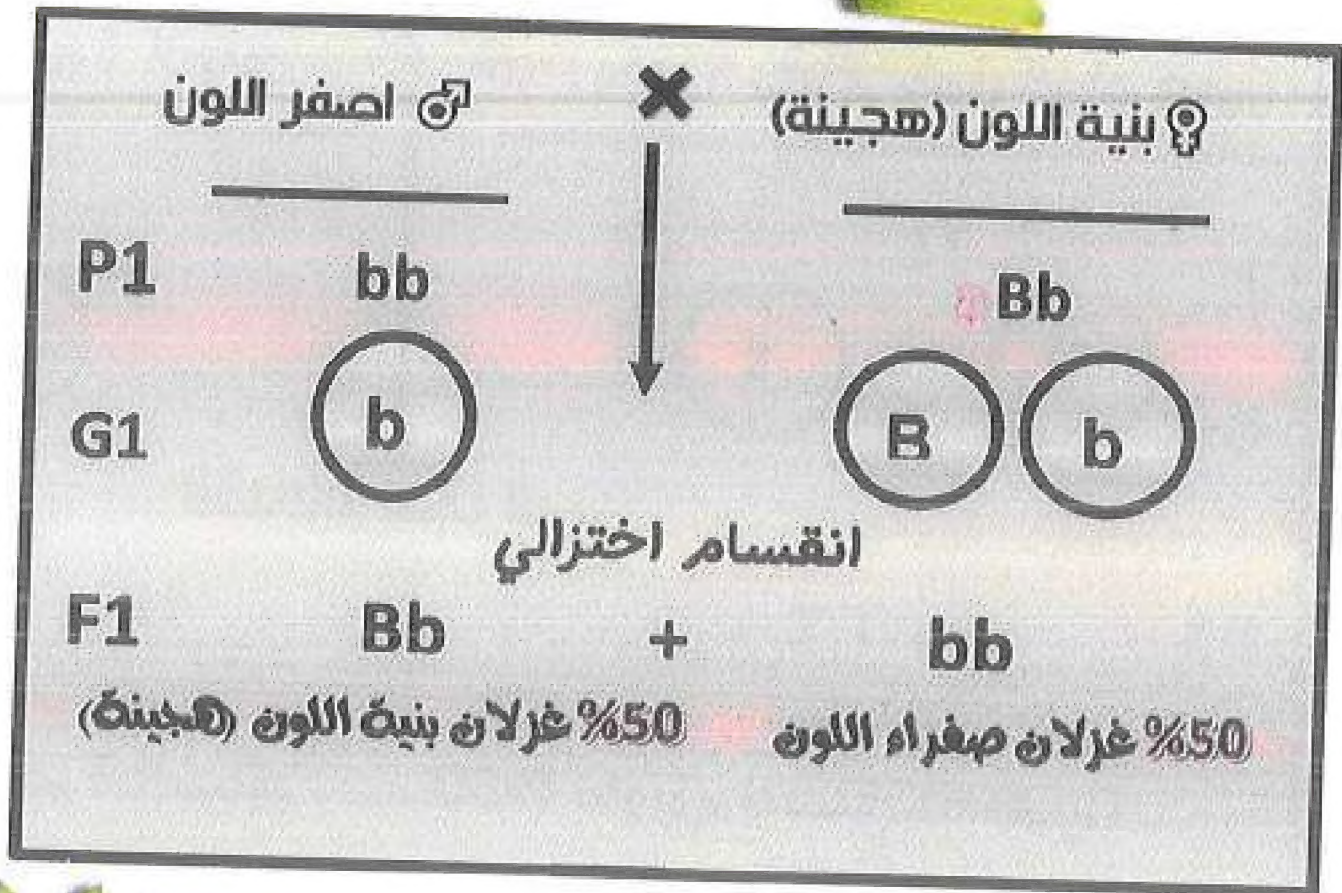 ♂ اصفر اللون × ♀ بنية اللون (هجينة)
P1 bb Bb
G1 b B b
انقسام اختزالي
F1 Bb + bb
50% غزلان بنية اللون (هجينة) 50% غزلان صفراء اللون